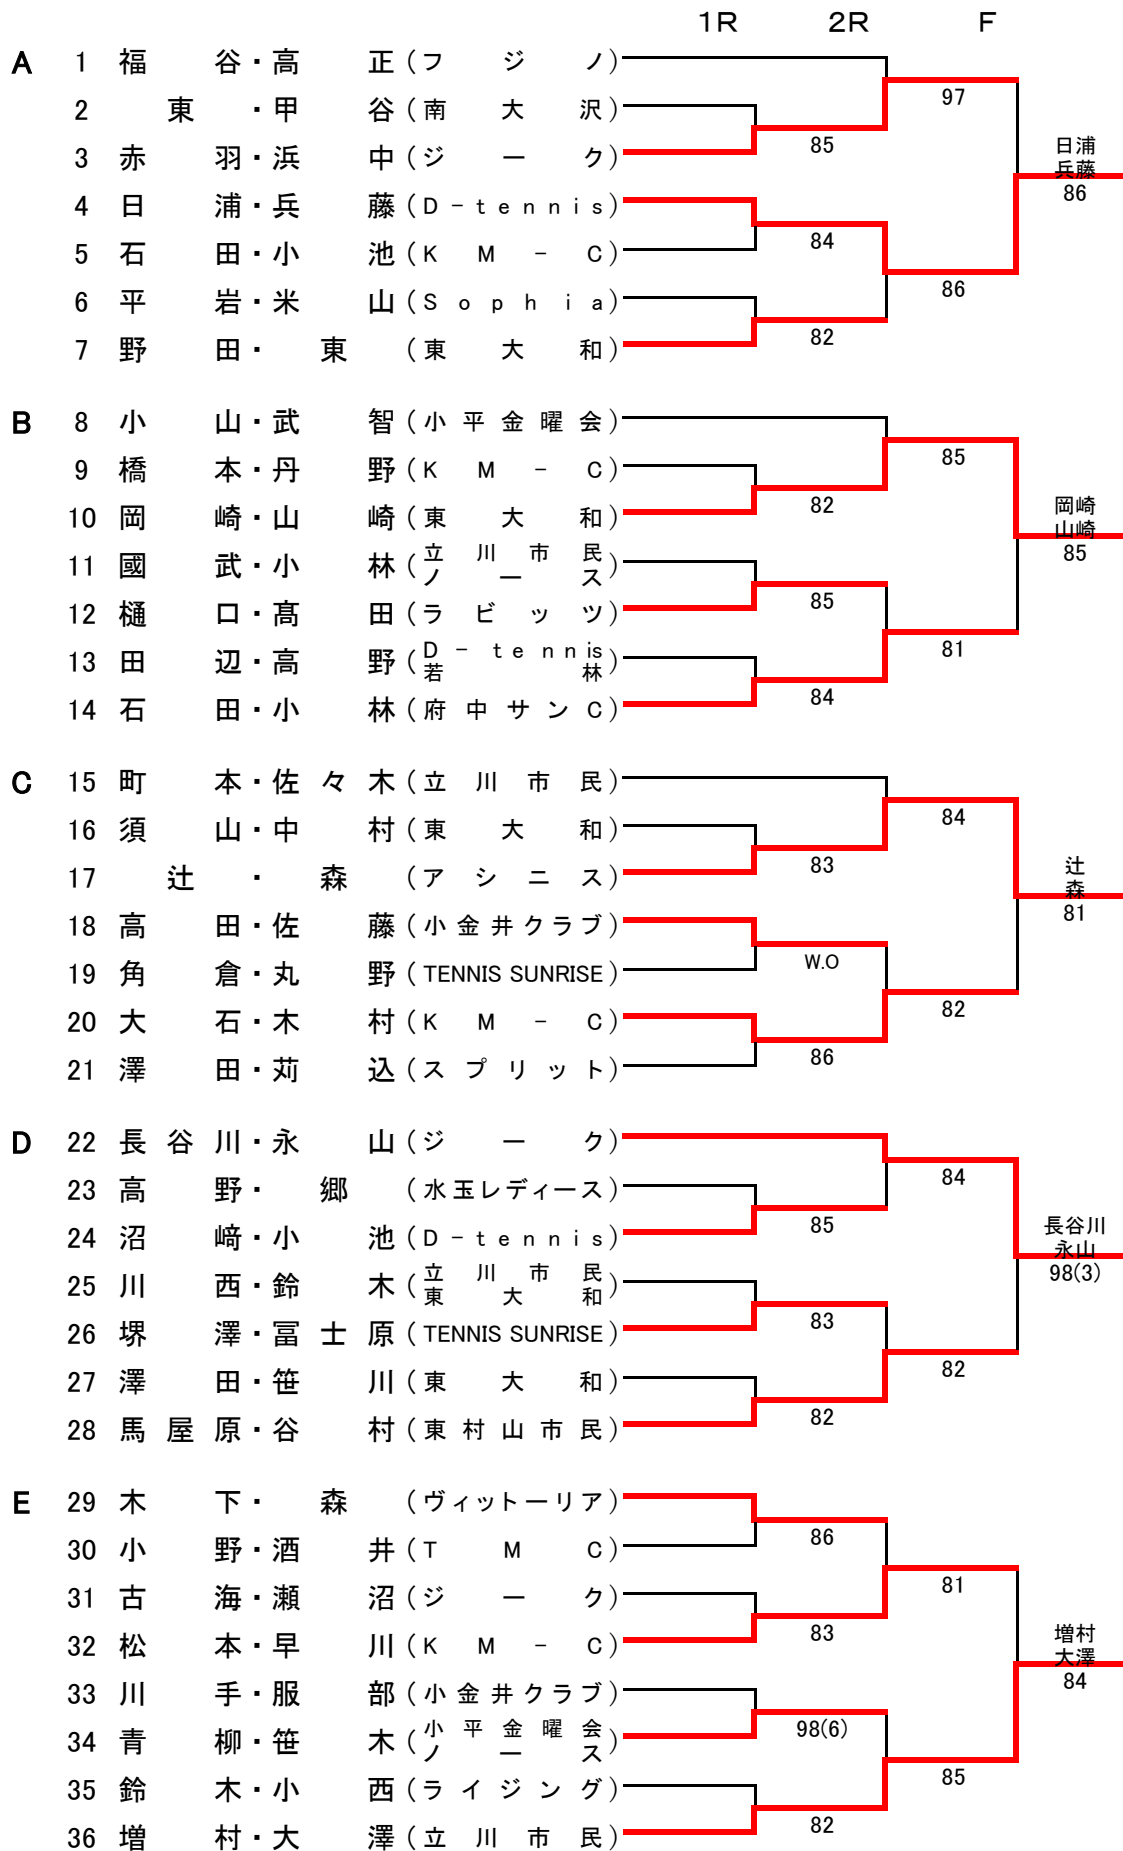 1R 2R F
A 1 福谷・高正(フジノ)
97
2 東・甲谷(南大沢)
85
3 赤羽・浜中(ジーク)
日浦
兵藤
86
4 日浦・兵藤(D-tennis)
84
5 石田・小池(KM-C)
86
6 平岩・米山(Sophia)
82
7 野田・東(東大和)
B 8 小山・武智(小平金曜会)
85
9 橋本・丹野(KM-C)
82
10 岡崎・山崎(東大和)
岡崎
山崎
85
11 國武・小林(立川市民
ノース)
85
12 樋口・髙田(ラビッツ)
81
13 田辺・高野(D-tennis
若林)
84
14 石田・小林(府中サンC)
C 15 町本・佐々木(立川市民)
84
16 須山・中村(東大和)
83
17 辻・森(アシニス)
辻
森
81
18 高田・佐藤(小金井クラブ)
W.O
19 角倉・丸野(TENNIS SUNRISE)
82
20 大石・木村(KM-C)
86
21 澤田・苅込(スプリット)
D 22 長谷川・永山(ジーク)
84
23 高野・郷(水玉レディース)
85
24 沼﨑・小池(D-tennis)
長谷川
永山
98(3)
25 川西・鈴木(立川市民
東大和)
83
26 堺澤・冨士原(TENNIS SUNRISE)
82
27 澤田・笹川(東大和)
82
28 馬屋原・谷村(東村山市民)
E 29 木下・森(ヴィットーリア)
86
30 小野・酒井(TMC)
81
31 古海・瀬沼(ジーク)
83
32 松本・早川(KM-C)
増村
大澤
84
33 川手・服部(小金井クラブ)
98(6)
34 青柳・笹木(小平金曜会
ノース)
85
35 鈴木・小西(ライジング)
82
36 増村・大澤(立川市民)